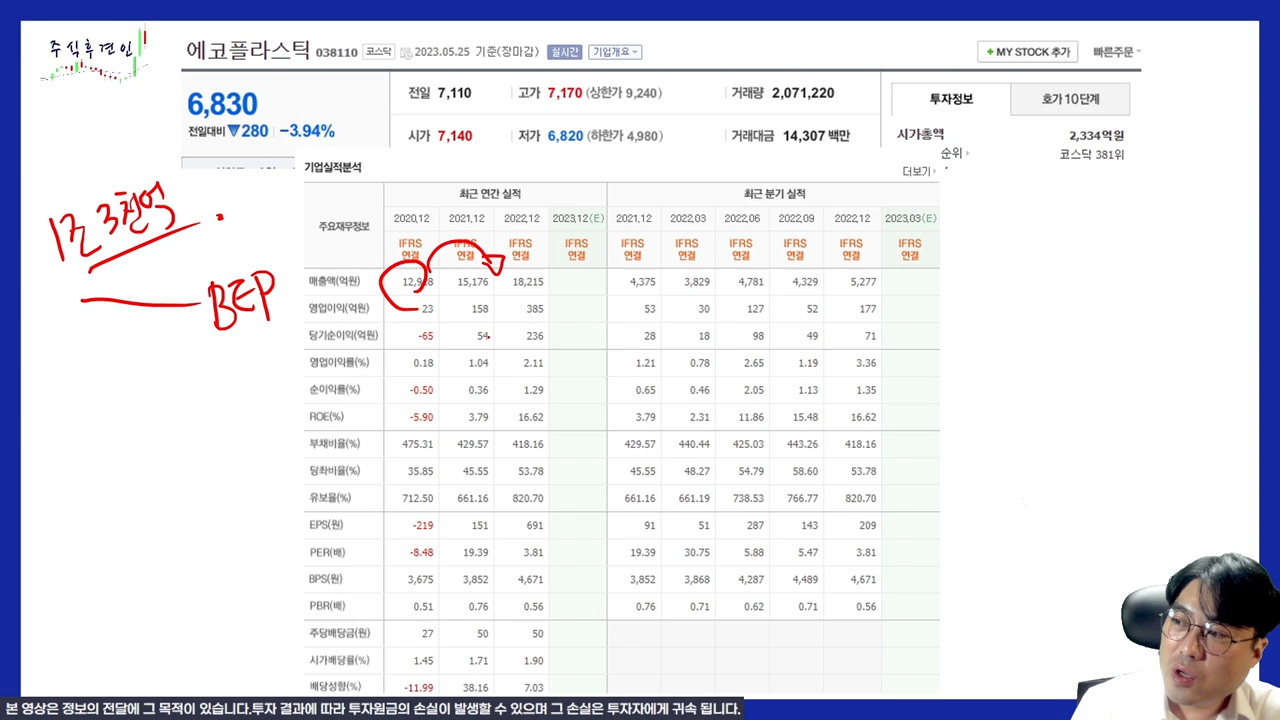 주식후견인
에코플라스틱 038110 코스닥 2023.05.25 기준(장마감) 실시간 기업개요
+ MY STOCK 추가 빠른주문
6,830
전일대비 ▼280 -3.94%
전일 7,110 고가 7,170 (상한가 9,240) 거래량 2,071,220
시가 7,140 저가 6,820 (하한가 4,980) 거래대금 14,307 백만
투자정보 호가 10단계
시가총액 2,334억원
순위 코스닥 381위
더보기
1조 3천억
BEP
기업실적분석
주요재무정보 최근 연간 실적 최근 분기 실적
2020.12 2021.12 2022.12 2023.12(E) 2021.12 2022.03 2022.06 2022.09 2022.12 2023.03(E)
IFRS IFRS IFRS IFRS IFRS IFRS IFRS IFRS IFRS IFRS
연결 연결 연결 연결 연결 연결 연결 연결 연결 연결
매출액(억원) 15,176 18,215 4,375 3,829 4,781 4,329 5,277
영업이익(억원) 23 158 385 53 30 127 52 177
당기순이익(억원) -65 54 236 28 18 98 49 71
영업이익률(%) 0.18 1.04 2.11 1.21 0.78 2.65 1.19 3.36
순이익률(%) -0.50 0.36 1.29 0.65 0.46 2.05 1.13 1.35
ROE(%) -5.90 3.79 16.62 3.79 2.31 11.86 15.48 16.62
부채비율(%) 475.31 429.57 418.16 429.57 440.44 425.03 443.26 418.16
당좌비율(%) 35.85 45.55 53.78 45.55 48.27 54.79 58.60 53.78
유보율(%) 712.50 661.16 820.70 661.16 661.19 738.53 766.77 820.70
EPS(원) -219 151 691 91 51 287 143 209
PER(배) -8.48 19.39 3.81 19.39 30.75 5.88 5.47 3.81
BPS(원) 3,675 3,852 4,671 3,852 3,868 4,287 4,489 4,671
PBR(배) 0.51 0.76 0.56 0.76 0.71 0.62 0.71 0.56
주당배당금(원) 27 50 50
시가배당률(%) 1.45 1.71 1.90
배당성향(%) -11.99 38.16 7.03
본 영상은 정보의 전달에 그 목적이 있습니다.투자 결과에 따라 투자원금의 손실이 발생할 수 있으며 그 손실은 투자자에게 귀속 됩니다.